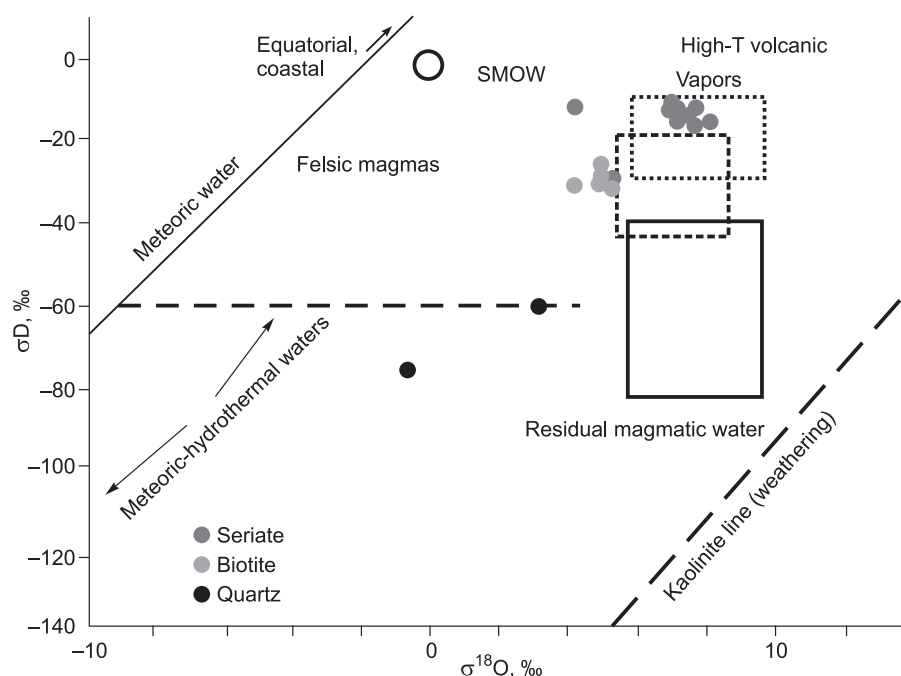 Equatorial,
coastal
High-T volcanic
Vapors
SMOW
Felsic magmas
Meteoric water
Meteoric-hydrothermal waters
Residual magmatic water
Kaolinite line (weathering)
Seriate
Biotite
Quartz
σD, ‰
0
–20
–40
–60
–80
–100
–120
–140
–10
0
10
σ¹⁸O, ‰